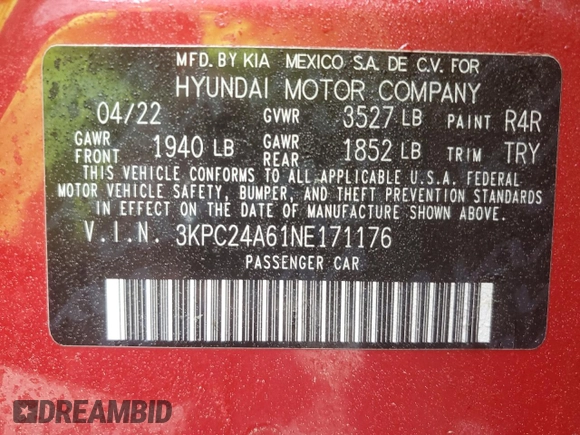 MFD. BY KIA MEXICO S.A. DE C.V. FOR
HYUNDAI MOTOR COMPANY
04/22 GVWR 3527 LB PAINT R4R
GAWR FRONT 1940 LB GAWR REAR 1852 LB TRIM TRY
THIS VEHICLE CONFORMS TO ALL APPLICABLE U.S.A. FEDERAL
MOTOR VEHICLE SAFETY, BUMPER, AND THEFT PREVENTION STANDARDS
IN EFFECT ON THE DATE OF MANUFACTURE SHOWN ABOVE.
V.I.N. 3KPC24A61NE171176
PASSENGER CAR
DREAMBID